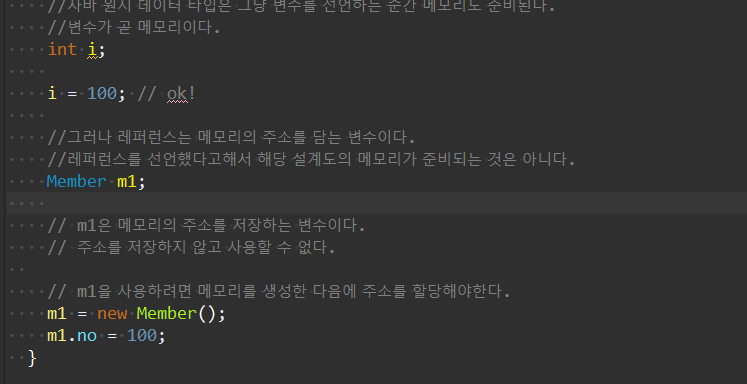 //자바 원시 데이터 타입은 그냥 변수를 선언하는 순간 메모리도 준비된다.
//변수가 곧 메모리이다.
int i;
i = 100; // ok!
//그러나 레퍼런스는 메모리의 주소를 담는 변수이다.
//레퍼런스를 선언했다고해서 해당 설계도의 메모리가 준비되는 것은 아니다.
Member m1;
// m1은 메모리의 주소를 저장하는 변수이다.
// 주소를 저장하지 않고 사용할 수 없다.
// m1을 사용하려면 메모리를 생성한 다음에 주소를 할당해야한다.
m1 = new Member();
m1.no = 100;
}